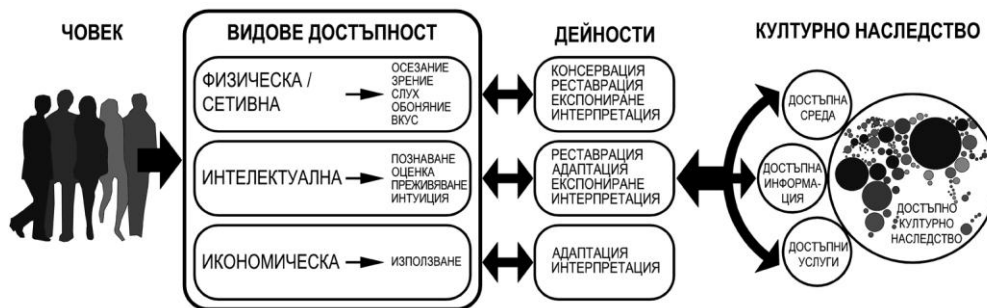 ЧОВЕК
ВИДОВЕ ДОСТЪПНОСТ
ДЕЙНОСТИ
КУЛТУРНО НАСЛЕДСТВО
ФИЗИЧЕСКА /
СЕТИВНА
ОСЕЗАНИЕ
ЗРЕНИЕ
СЛУХ
ОБОНЯНИЕ
ВКУС
КОНСЕРВАЦИЯ
РЕСТАВРАЦИЯ
ЕКСПОНИРАНЕ
ИНТЕРПРЕТАЦИЯ
ИНТЕЛЕКТУАЛНА
ПОЗНАВАНЕ
ОЦЕНКА
ПРЕЖИВЯВАНЕ
ИНТУИЦИЯ
РЕСТАВРАЦИЯ
АДАПТАЦИЯ
ЕКСПОНИРАНЕ
ИНТЕРПРЕТАЦИЯ
ИКОНОМИЧЕСКА
ИЗПОЛЗВАНЕ
АДАПТАЦИЯ
ИНТЕРПРЕТАЦИЯ
ДОСТЪПНА
СРЕДА
ДОСТЪПНА
ИНФОРМА-
ЦИЯ
ДОСТЪПНИ
УСЛУГИ
ДОСТЪПНО
КУЛТУРНО
НАСЛЕДСТВО